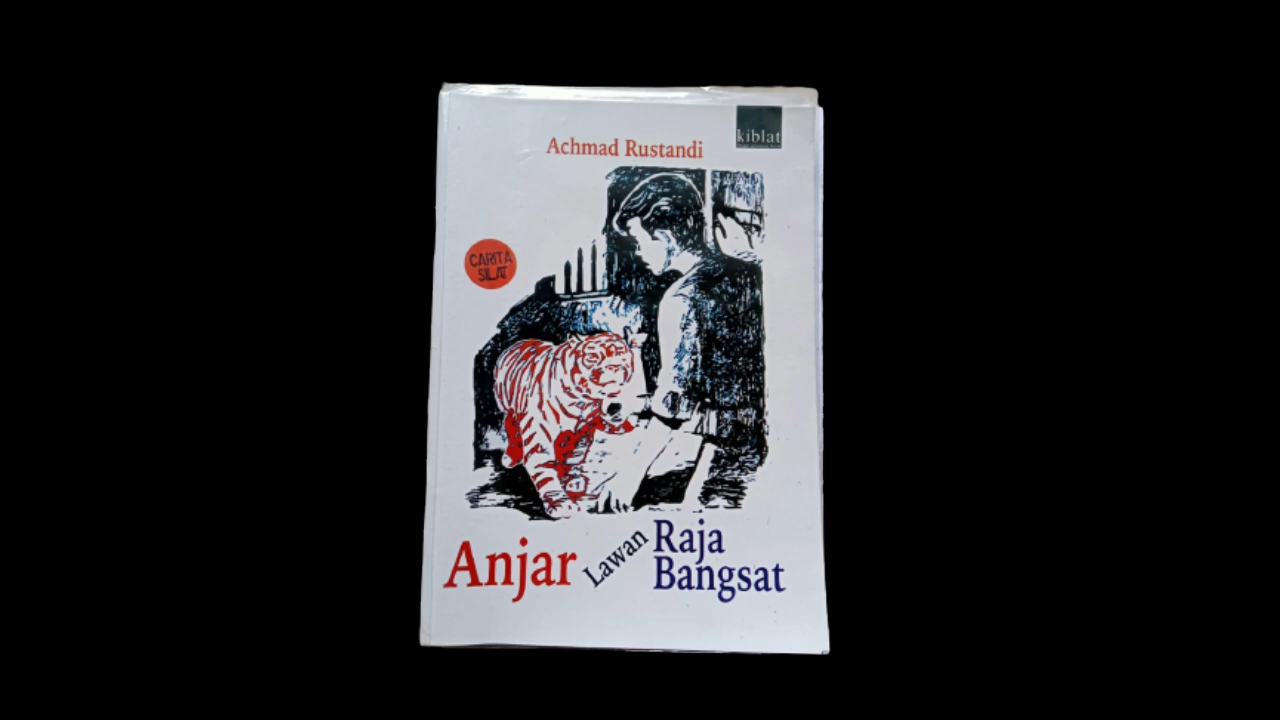 kiblat
Achmad Rustandi
CARITA
SILAT
Anjar
Lawan
Raja
Bangsat